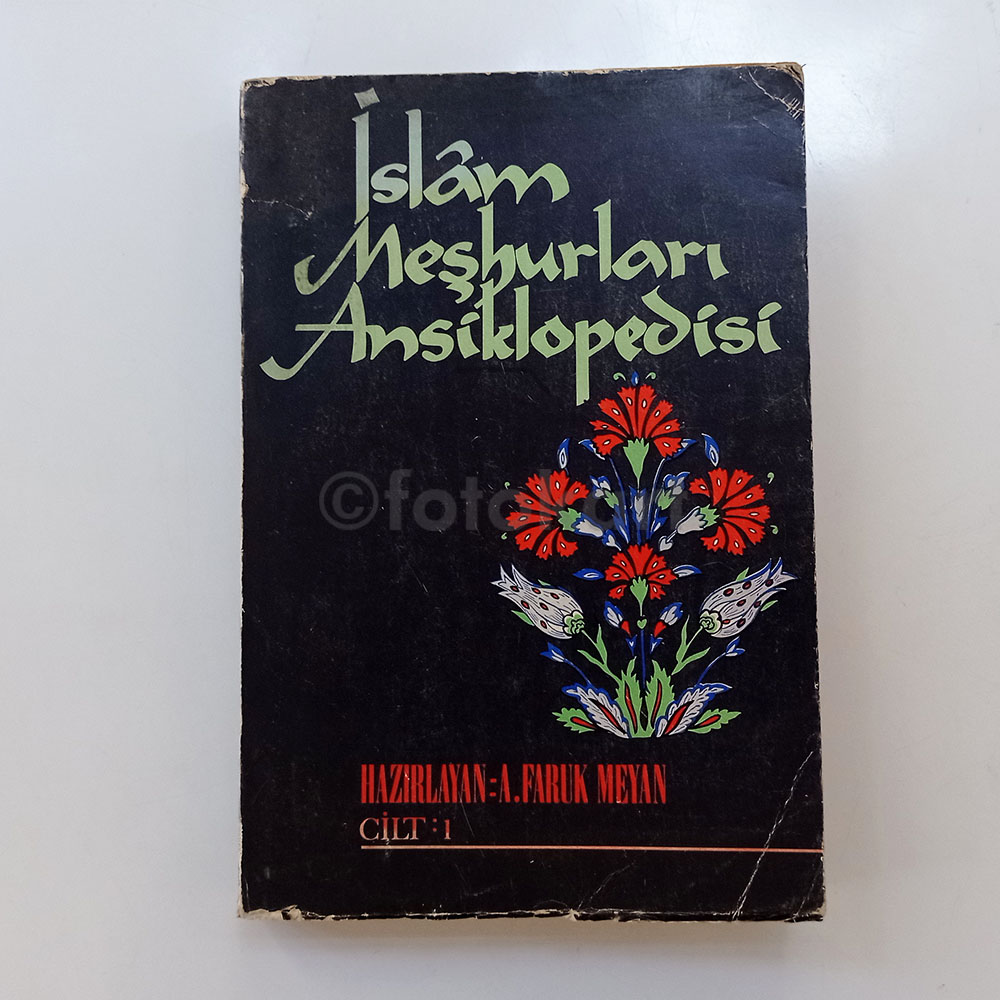 İslâm
Meşhurları
Ansiklopedisi
HAZIRLAYAN:A.FARUK MEYAN
CİLT:1